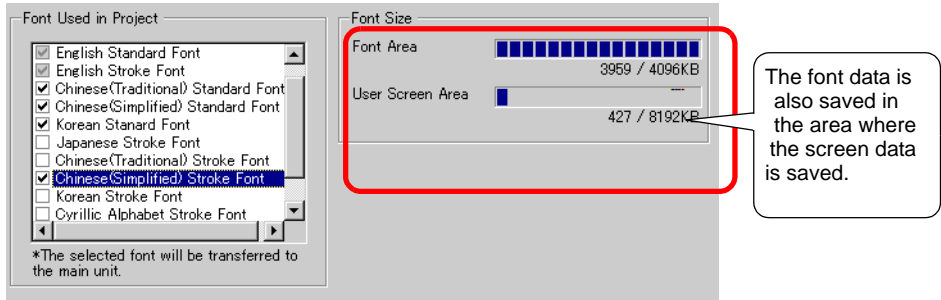 Font Used in Project
English Standard Font
English Stroke Font
Chinese(Traditional) Standard Font
Chinese(Simplified) Standard Font
Korean Stanard Font
Japanese Stroke Font
Chinese(Traditional) Stroke Font
Chinese(Simplified) Stroke Font
Korean Stroke Font
Cyrillic Alphabet Stroke Font
*The selected font will be transferred to
the main unit.
Font Size
Font Area
3959 / 4096KB
User Screen Area
427 / 8192KB
The font data is
also saved in
the area where
the screen data
is saved.